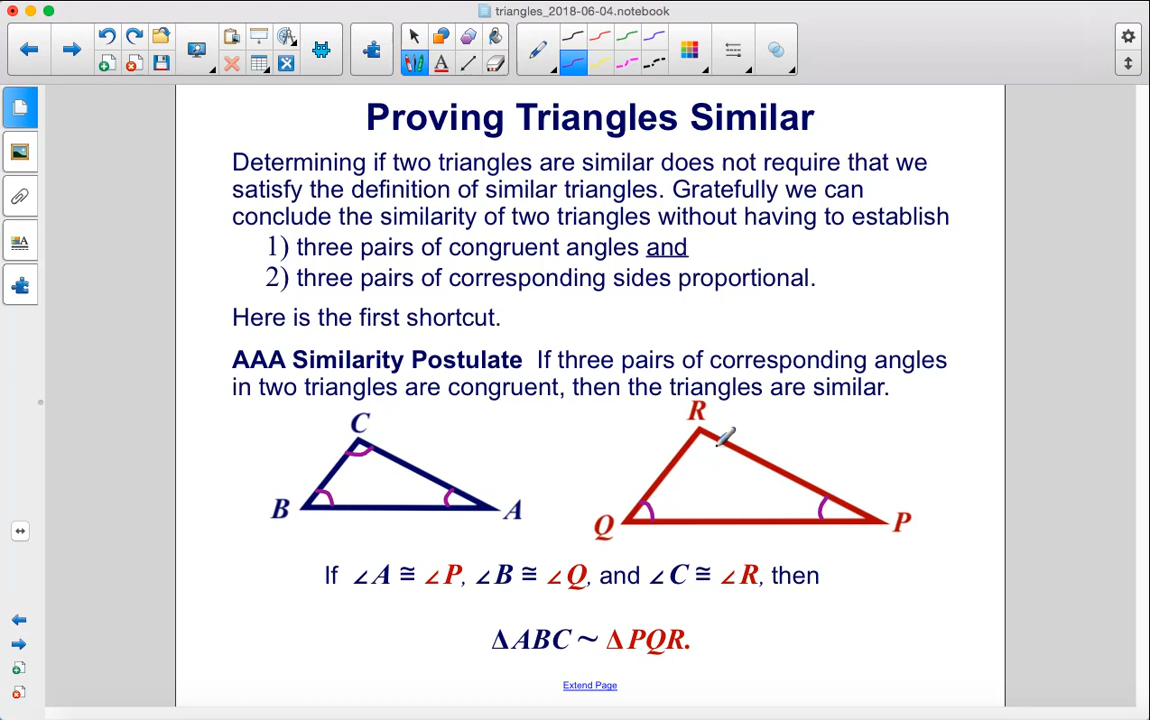 triangles_2018-06-04.notebook
Proving Triangles Similar
Determining if two triangles are similar does not require that we
satisfy the definition of similar triangles. Gratefully we can
conclude the similarity of two triangles without having to establish
1) three pairs of congruent angles and
2) three pairs of corresponding sides proportional.
Here is the first shortcut.
AAA Similarity Postulate If three pairs of corresponding angles
in two triangles are congruent, then the triangles are similar.
C
R
B
A
Q
P
If ∠A ≅ ∠P, ∠B ≅ ∠Q, and ∠C ≅ ∠R, then
ΔABC ~ ΔPQR.
Extend Page